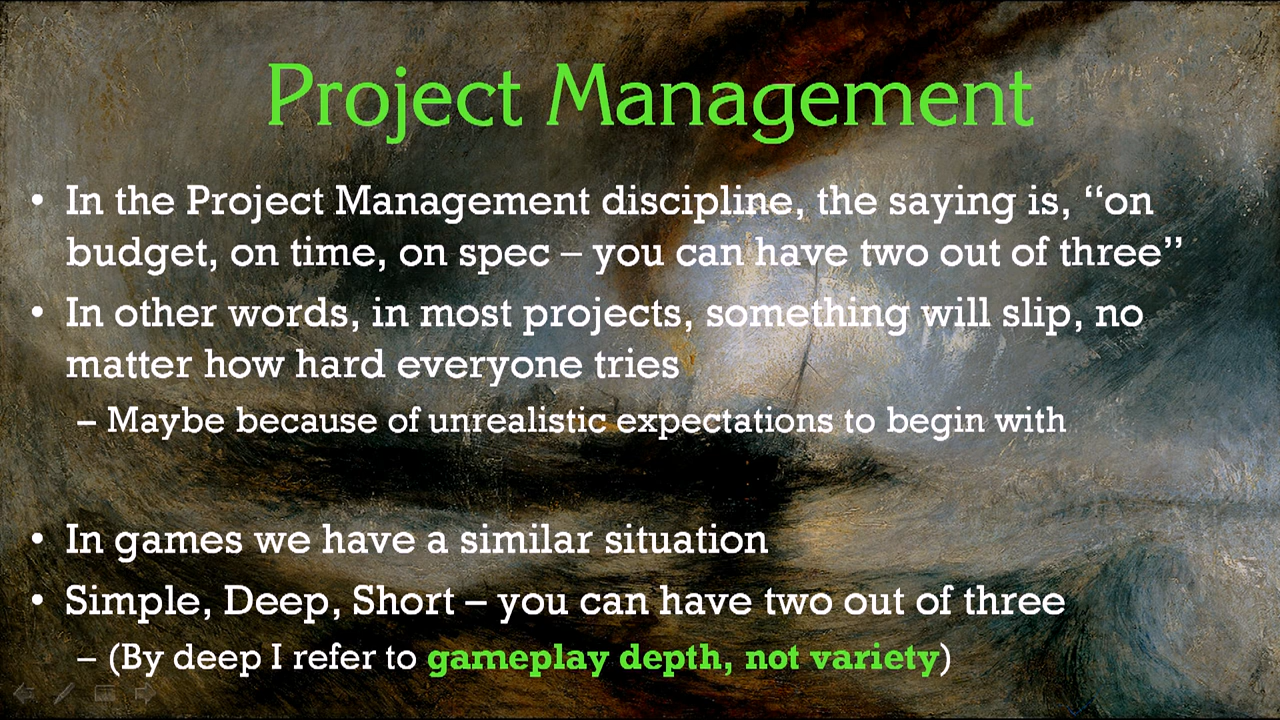 Project Management
• In the Project Management discipline, the saying is, “on
budget, on time, on spec – you can have two out of three”
• In other words, in most projects, something will slip, no
matter how hard everyone tries
– Maybe because of unrealistic expectations to begin with
• In games we have a similar situation
• Simple, Deep, Short – you can have two out of three
– (By deep I refer to gameplay depth, not variety)